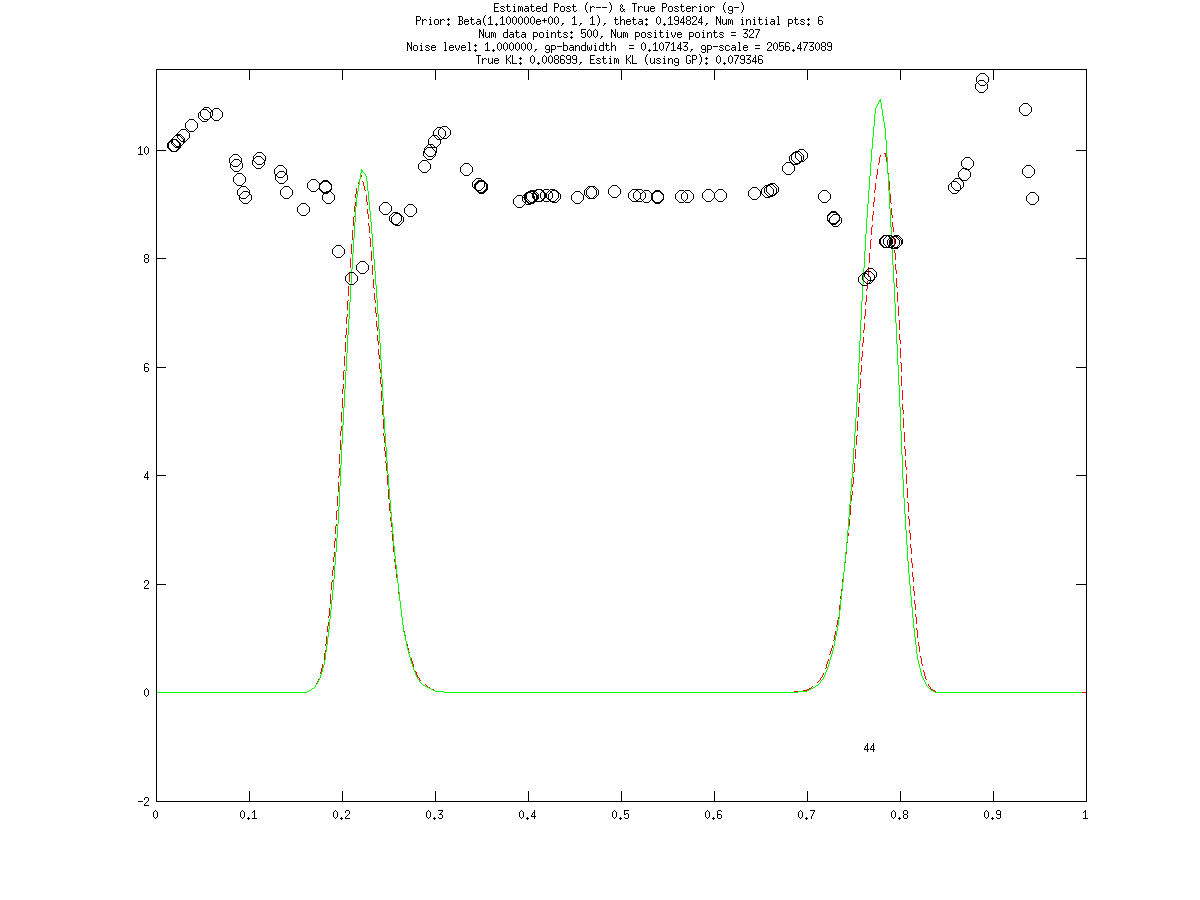 Estimated Post (r--) & True Posterior (g-)
Prior: Beta(1.100000e+00, 1, 1), theta: 0.194824, Num initial pts: 6
Num data points: 500, Num positive points = 327
Noise level: 1.000000, gp-bandwidth  = 0.107143, gp-scale = 2056.473089
True KL: 0.008699, Estim KL (using GP): 0.079346
10
8
6
4
2
0
44
-2
0 0.1 0.2 0.3 0.4 0.5 0.6 0.7 0.8 0.9 1